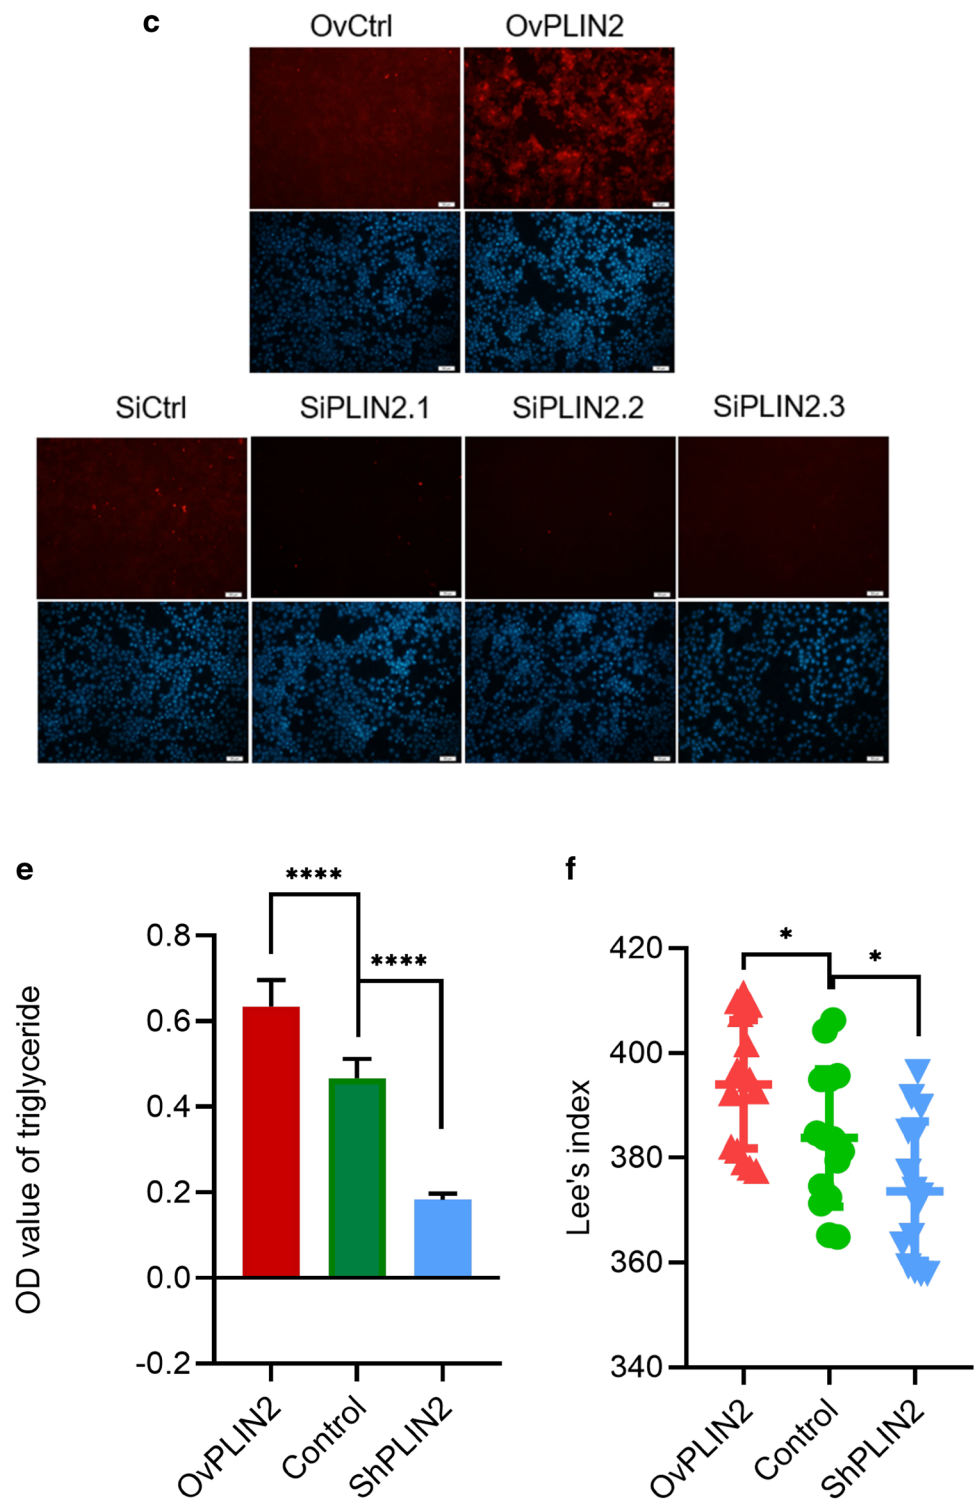 c
OvCtrl OvPLIN2
SiCtrl SiPLIN2.1 SiPLIN2.2 SiPLIN2.3
e
****
****
0.8
0.6
0.4
0.2
0.0
-0.2
OD value of triglyceride
OvPLIN2
Control
ShPLIN2
f
*
*
420
400
380
360
340
Lee's index
OvPLIN2
Control
ShPLIN2